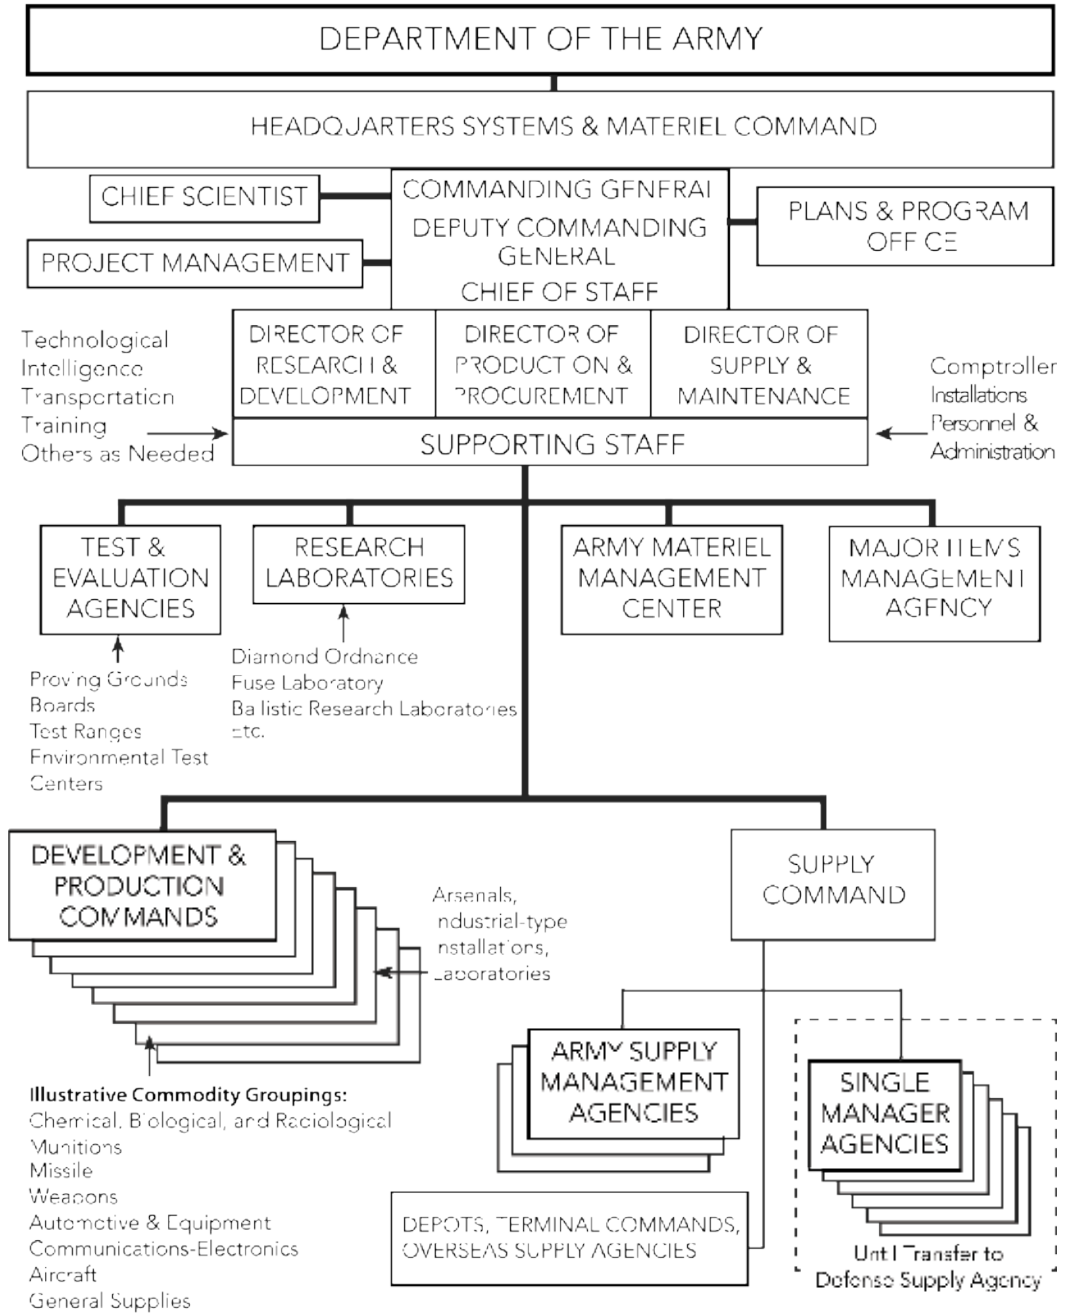 DEPARTMENT OF THE ARMY
HEADQUARTERS SYSTEMS & MATERIEL COMMAND
CHIEF SCIENTIST
PROJECT MANAGEMENT
COMMANDING GENERAL
DEPUTY COMMANDING
GENERAL
CHIEF OF STAFF
PLANS & PROGRAM
OFFICE
Technological
Intelligence
Transportation
Training
Others as Needed
DIRECTOR OF
RESEARCH &
DEVELOPMENT
DIRECTOR OF
PRODUCTION &
PROCUREMENT
DIRECTOR OF
SUPPLY &
MAINTENANCE
SUPPORTING STAFF
Comptroller
Installations
Personnel &
Administration
TEST &
EVALUATION
AGENCIES
RESEARCH
LABORATORIES
ARMY MATERIEL
MANAGEMENT
CENTER
MAJOR ITEMS
MANAGEMENT
AGENCY
Proving Grounds
Boards
Test Ranges
Environmental Test
Centers
Diamond Ordnance
Fuse Laboratory
Ballistic Research Laboratories
Etc.
DEVELOPMENT &
PRODUCTION
COMMANDS
Arsenals,
Industrial-type
Installations,
Laboratories
SUPPLY
COMMAND
Illustrative Commodity Groupings:
Chemical, Biological, and Radiological
Munitions
Missile
Weapons
Automotive & Equipment
Communications-Electronics
Aircraft
General Supplies
ARMY SUPPLY
MANAGEMENT
AGENCIES
SINGLE
MANAGER
AGENCIES
DEPOTS, TERMINAL COMMANDS,
OVERSEAS SUPPLY AGENCIES
Until Transfer to
Defense Supply Agency